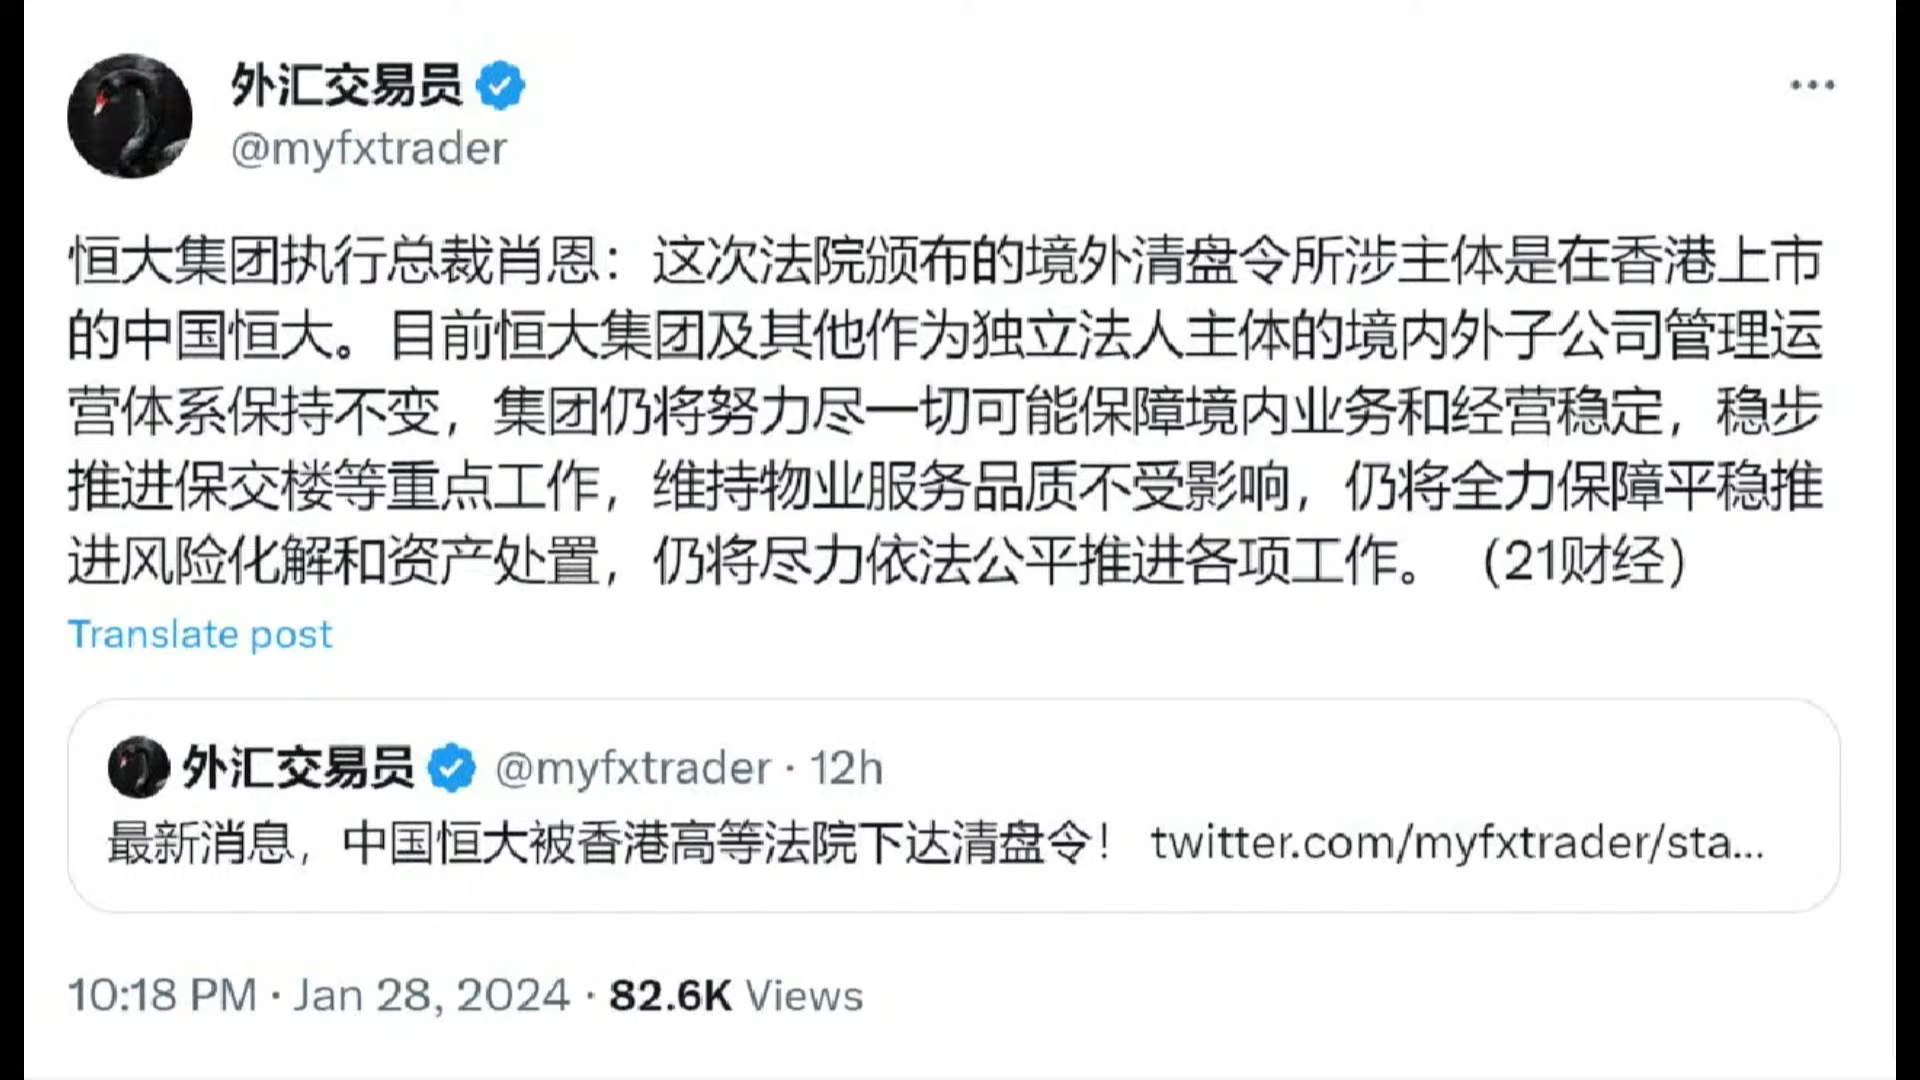 外汇交易员
@myfxtrader
恒大集团执行总裁肖恩：这次法院颁布的境外清盘令所涉主体是在香港上市
的中国恒大。目前恒大集团及其他作为独立法人主体的境内外子公司管理运
营体系保持不变，集团仍将努力尽一切可能保障境内业务和经营稳定，稳步
推进保交楼等重点工作，维持物业服务品质不受影响，仍将全力保障平稳推
进风险化解和资产处置，仍将尽力依法公平推进各项工作。（21财经）
Translate post
外汇交易员 @myfxtrader · 12h
最新消息，中国恒大被香港高等法院下达清盘令！ twitter.com/myfxtrader/sta...
10:18 PM · Jan 28, 2024 · 82.6K Views